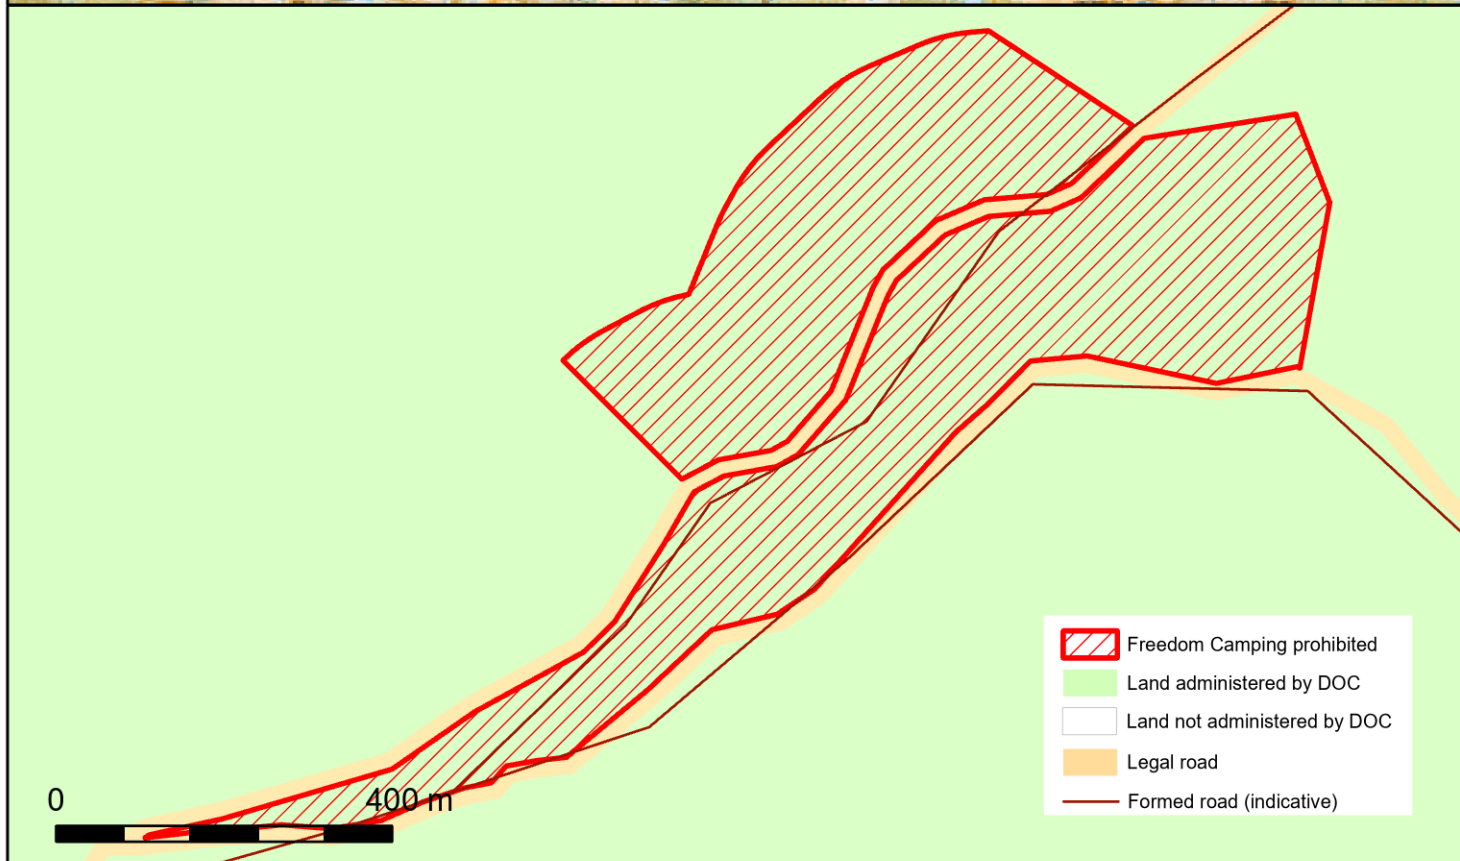 Freedom Camping prohibited
Land administered by DOC
Land not administered by DOC
Legal road
Formed road (indicative)
0 400 m